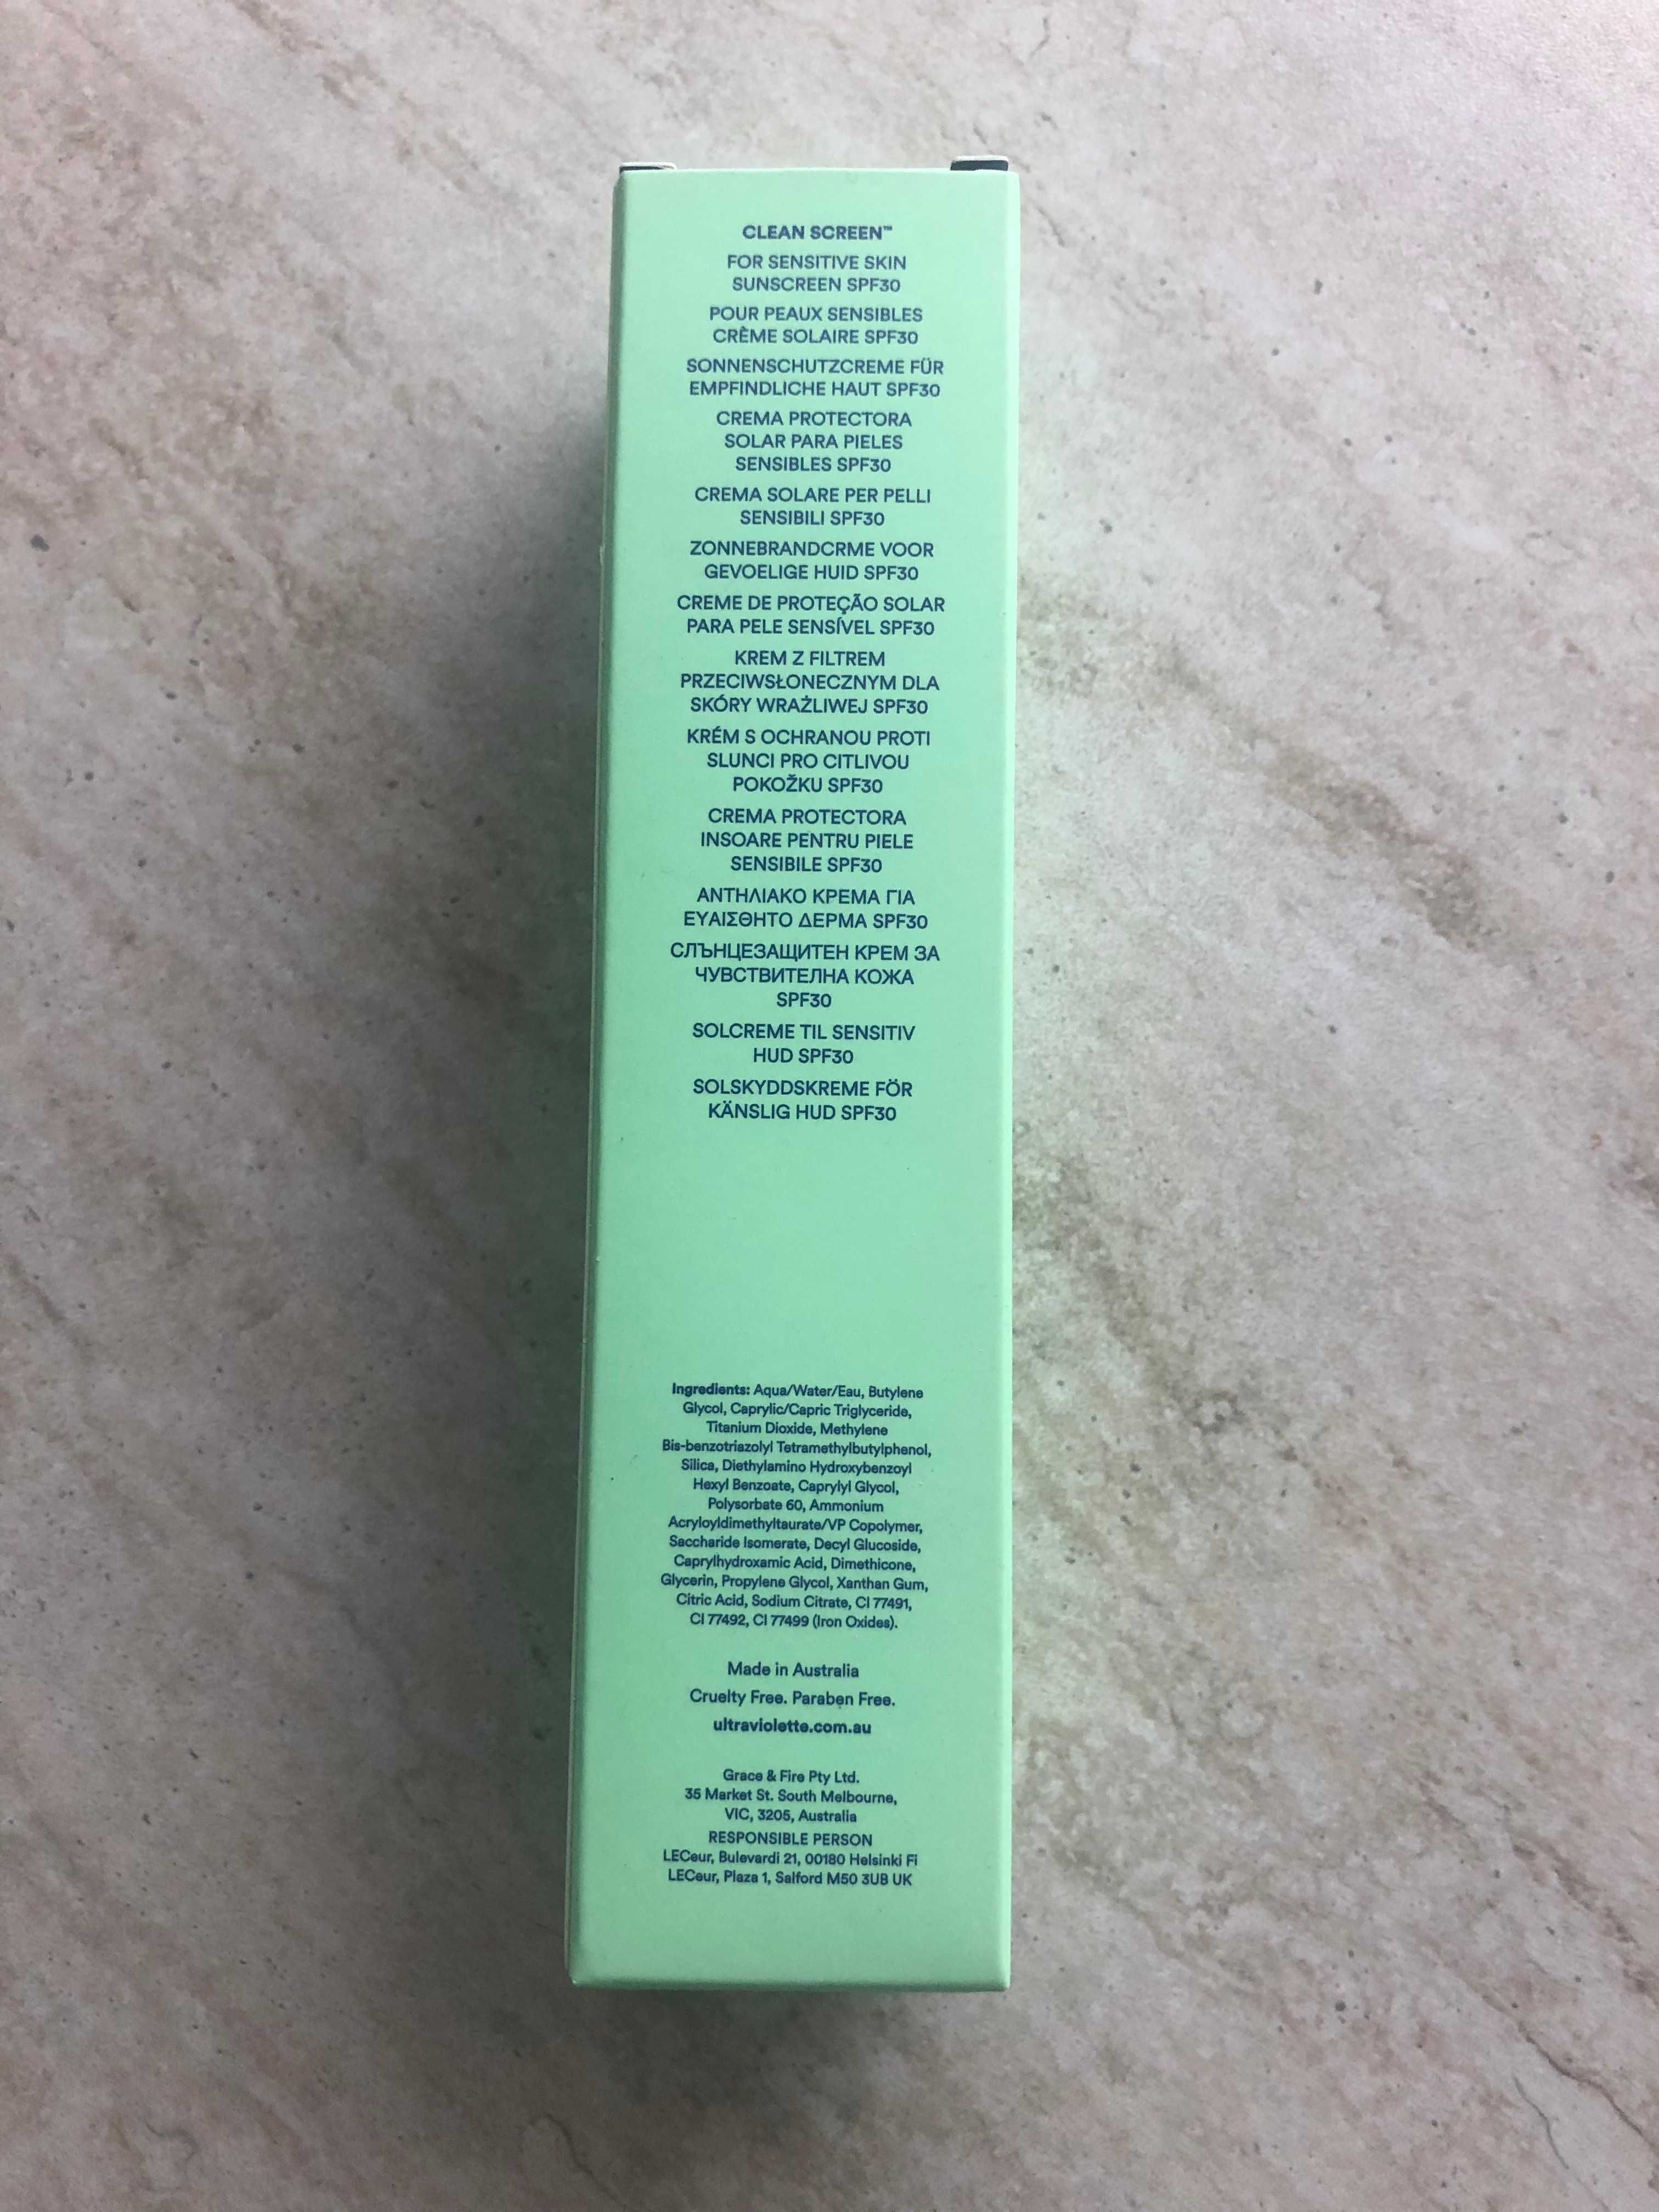 CLEAN SCREEN™
FOR SENSITIVE SKIN
SUNSCREEN SPF30
POUR PEAUX SENSIBLES
CRÈME SOLAIRE SPF30
SONNENSCHUTZCREME FÜR
EMPFINDLICHE HAUT SPF30
CREMA PROTECTORA
SOLAR PARA PIELES
SENSIBLES SPF30
CREMA SOLARE PER PELLI
SENSIBILI SPF30
ZONNEBRANDCRME VOOR
GEVOELIGE HUID SPF30
CREME DE PROTEÇÃO SOLAR
PARA PELE SENSÍVEL SPF30
KREM Z FILTREM
PRZECIWSŁONECZNYM DLA
SKÓRY WRAŻLIWEJ SPF30
KRÉM S OCHRANOU PROTI
SLUNCI PRO CITLIVOU
POKOŽKU SPF30
CREMA PROTECTORA
INSOARE PENTRU PIELE
SENSIBILE SPF30
ΑΝΤΗΛΙΑΚΟ ΚΡΕΜΑ ΓΙΑ
ΕΥΑΙΣΘΗΤΟ ΔΕΡΜΑ SPF30
СЛЪНЦЕЗАЩИТЕН КРЕМ ЗА
ЧУВСТВИТЕЛНА КОЖА
SPF30
SOLCREME TIL SENSITIV
HUD SPF30
SOLSKYDDSKREME FÖR
KÄNSLIG HUD SPF30
Ingredients: Aqua/Water/Eau, Butylene
Glycol, Caprylic/Capric Triglyceride,
Titanium Dioxide, Methylene
Bis-benzotriazolyl Tetramethylbutylphenol,
Silica, Diethylamino Hydroxybenzoyl
Hexyl Benzoate, Caprylyl Glycol,
Polysorbate 60, Ammonium
Acryloyldimethyltaurate/VP Copolymer,
Saccharide Isomerate, Decyl Glucoside,
Caprylhydroxamic Acid, Dimethicone,
Glycerin, Propylene Glycol, Xanthan Gum,
Citric Acid, Sodium Citrate, CI 77491,
CI 77492, CI 77499 (Iron Oxides).
Made in Australia
Cruelty Free. Paraben Free.
ultraviolette.com.au
Grace & Fire Pty Ltd.
35 Market St. South Melbourne,
VIC, 3205, Australia
RESPONSIBLE PERSON
LECeur, Bulevardi 21, 00180 Helsinki Fi
LECeur, Plaza 1, Salford M50 3UB UK